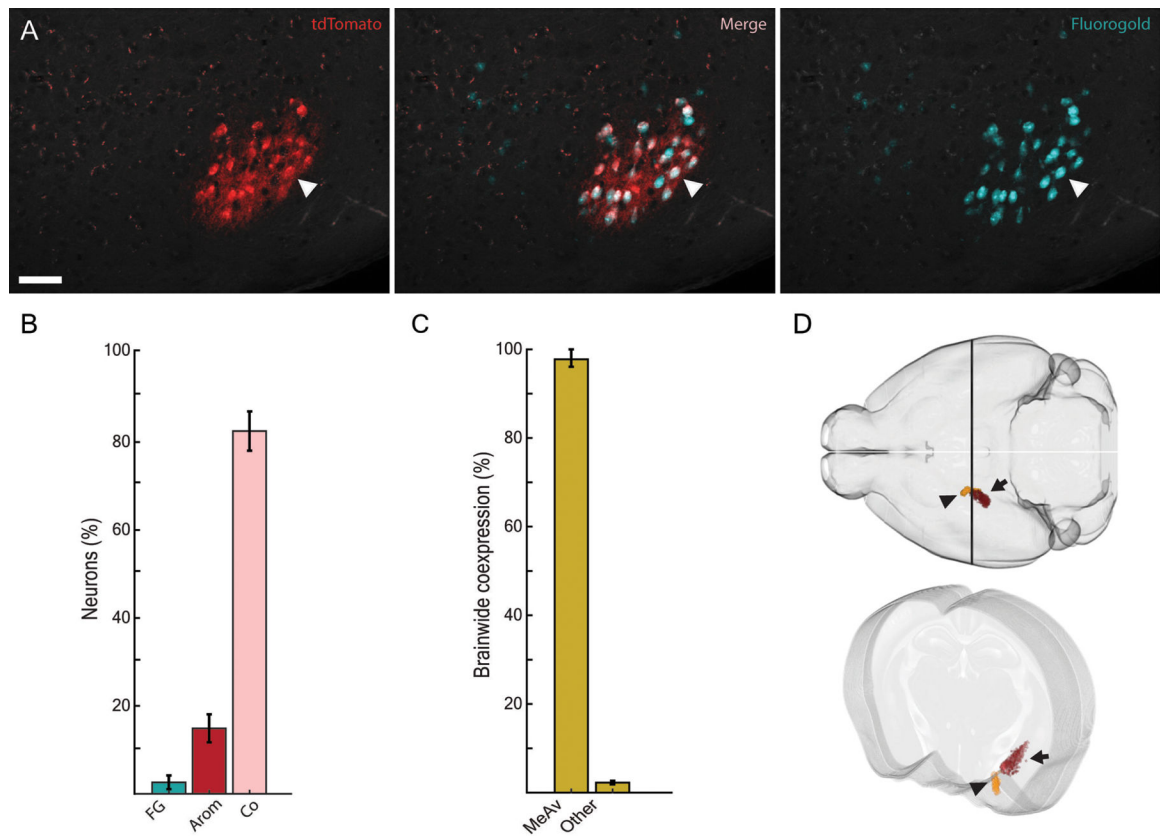 A
tdTomato
Merge
Fluorogold
B
Neurons (%)
100
80
60
40
20
FG
Arom
Co
C
Brainwide coexpression (%)
100
80
60
40
20
MeAv
Other
D